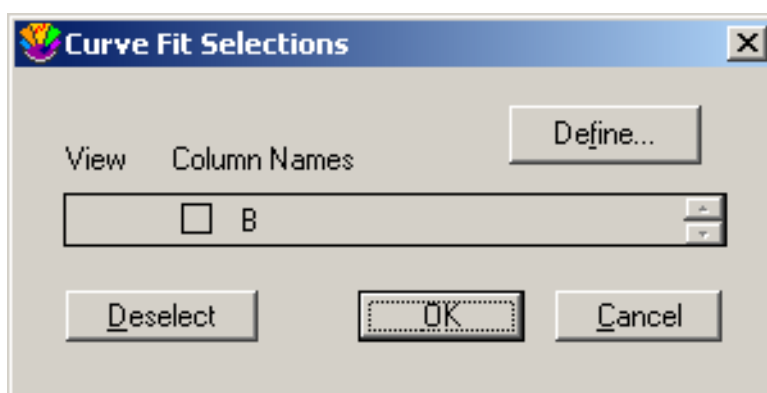 Curve Fit Selections
Define...
View Column Names
B
Deselect OK Cancel